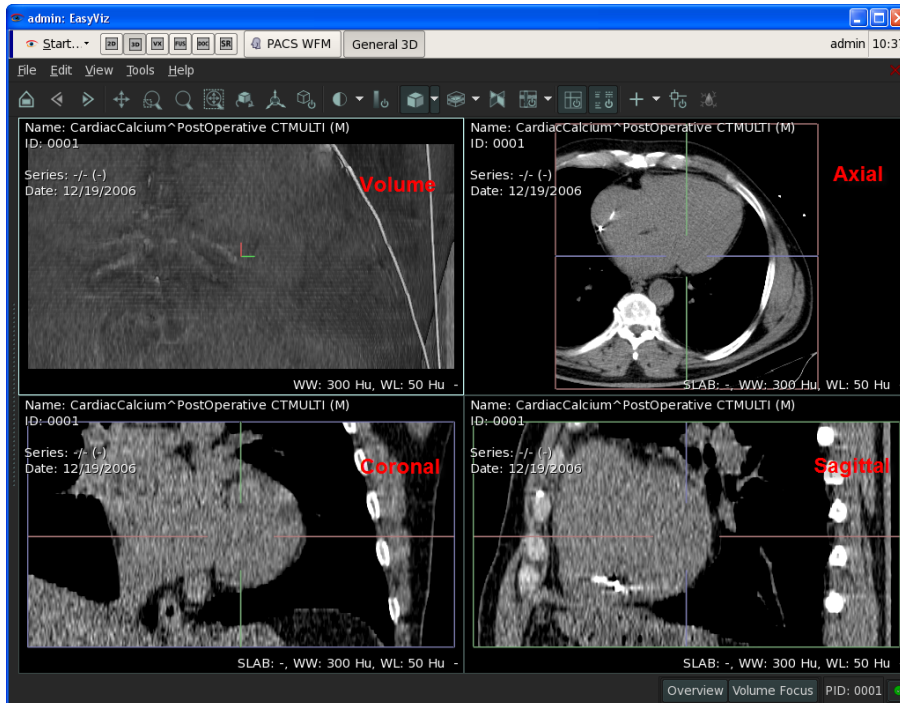 admin: EasyViz
Start... 2D 3D VX FUS DOC SR PACS WFM General 3D admin 10:37
File Edit View Tools Help
Name: CardiacCalcium^PostOperative CTMULTI (M)
ID: 0001
Series: -/- (-)
Date: 12/19/2006
Volume
WW: 300 Hu, WL: 50 Hu -
Name: CardiacCalcium^PostOperative CTMULTI (M)
ID: 0001
Series: -/- (-)
Date: 12/19/2006
Axial
SLAB: -, WW: 300 Hu, WL: 50 Hu -
Name: CardiacCalcium^PostOperative CTMULTI (M)
ID: 0001
Series: -/- (-)
Date: 12/19/2006
Coronal
SLAB: -, WW: 300 Hu, WL: 50 Hu -
Name: CardiacCalcium^PostOperative CTMULTI (M)
ID: 0001
Series: -/- (-)
Date: 12/19/2006
Sagittal
SLAB: -, WW: 300 Hu, WL: 50 Hu -
Overview Volume Focus PID: 0001